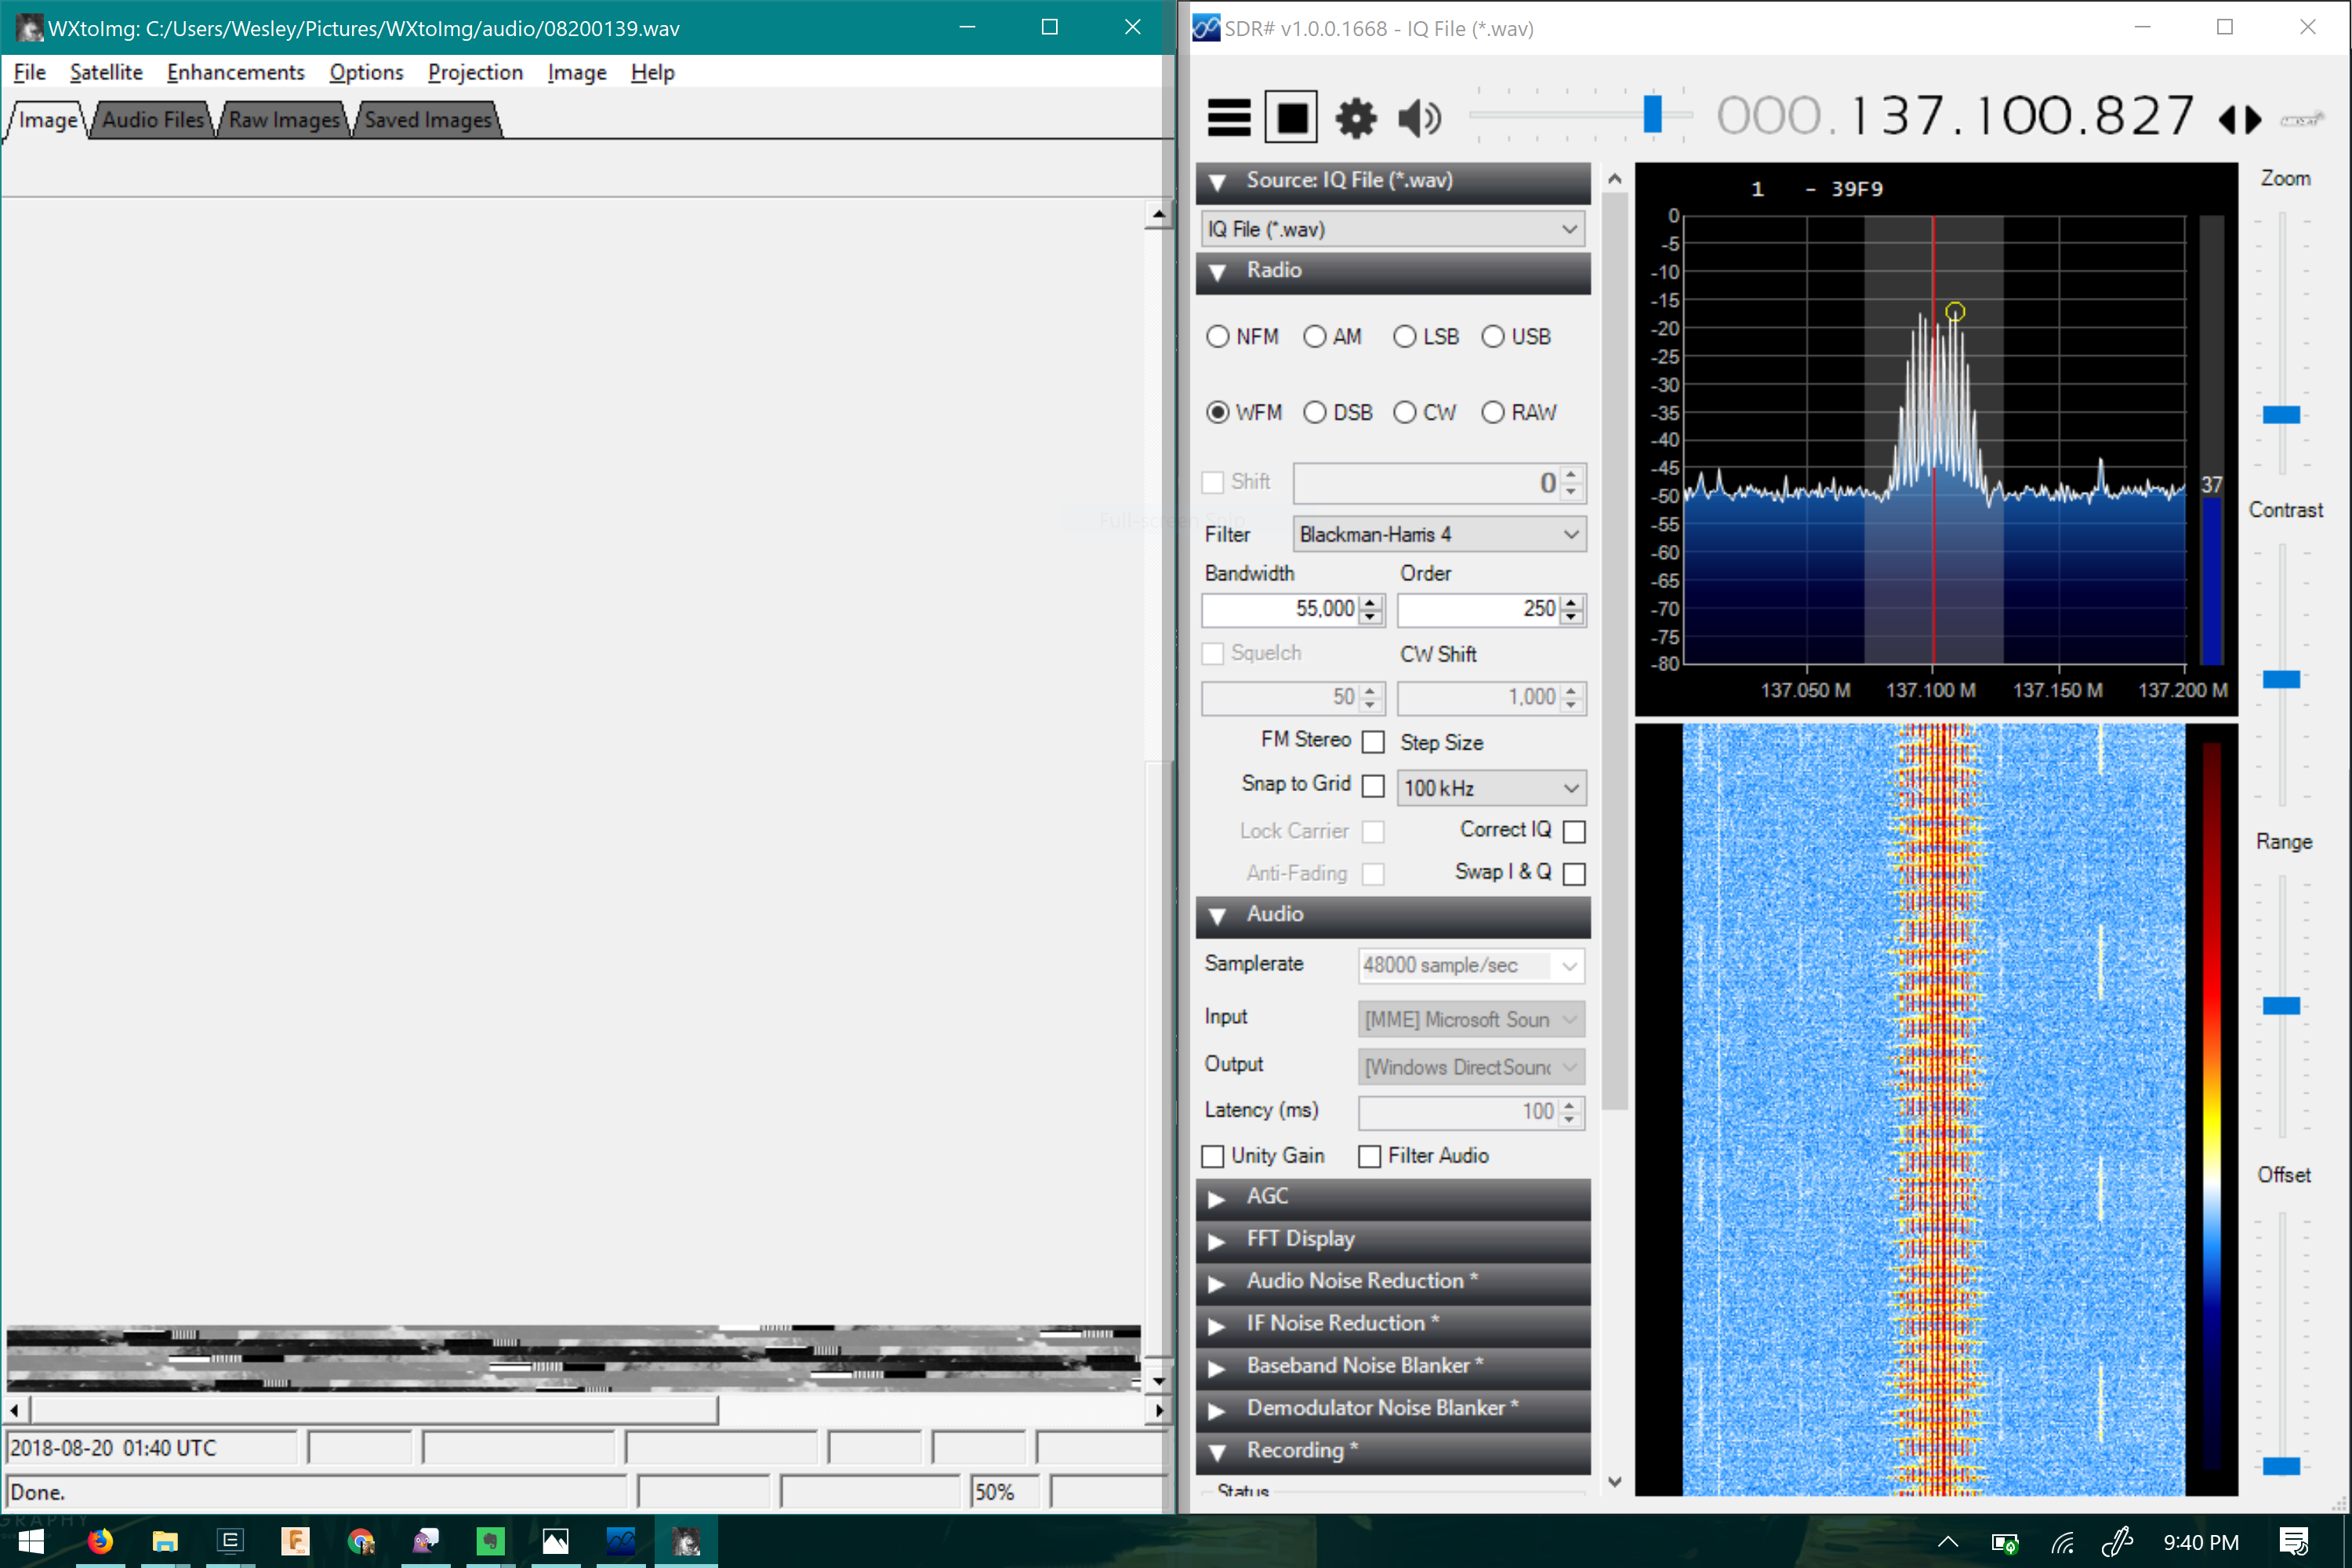 WXtoImg: C:/Users/Wesley/Pictures/WXtoImg/audio/08200139.wav
File Satellite Enhancements Options Projection Image Help
Image Audio Files Raw Images Saved Images
2018-08-20 01:40 UTC
Done. 50%
SDR# v1.0.0.1668 - IQ File (*.wav)
000.137.100.827
Source: IQ File (*.wav)
IQ File (*.wav)
Radio
NFM AM LSB USB
WFM DSB CW RAW
Shift 0
Full-screen Snip
Filter Blackman-Harris 4
Bandwidth Order
55,000 250
Squelch CW Shift
50 1,000
FM Stereo Step Size
Snap to Grid 100 kHz
Lock Carrier Correct IQ
Anti-Fading Swap I & Q
Audio
Samplerate 48000 sample/sec
Input [MME] Microsoft Soun
Output [Windows DirectSound
Latency (ms) 100
Unity Gain Filter Audio
AGC
FFT Display
Audio Noise Reduction *
IF Noise Reduction *
Baseband Noise Blanker *
Demodulator Noise Blanker *
Recording *
Status
1 - 39F9
0
-5
-10
-15
-20
-25
-30
-35
-40
-45
-50
-55
-60
-65
-70
-75
-80
37
137.050 M 137.100 M 137.150 M 137.200 M
Zoom
Contrast
Range
Offset
GRAPHY
9:40 PM